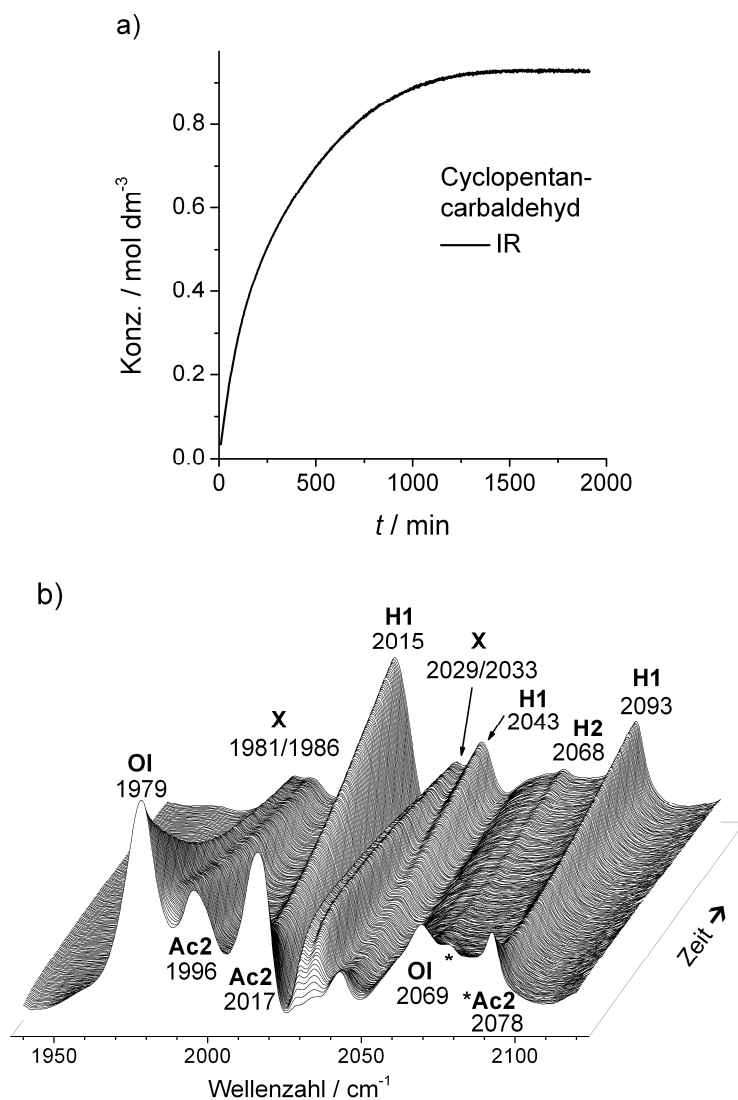 a)
0.8
0.6
0.4
0.2
0.0
Konz. / mol dm-3
Cyclopentan-
carbaldehyd
IR
0 500 1000 1500 2000
t / min
b)
H1
2015
X
2029/2033
H1
2043
H1
2093
H2
2068
X
1981/1986
Ol
1979
Ac2
1996
Ac2
2017
Ol
2069
*
*Ac2
2078
Zeit →
1950 2000 2050 2100
Wellenzahl / cm-1